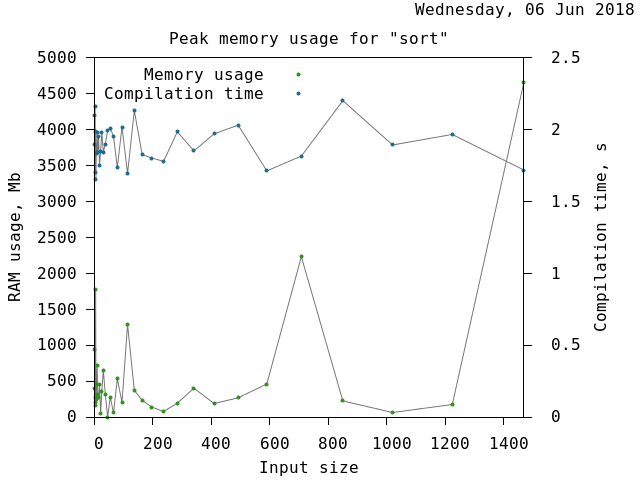 Wednesday, 06 Jun 2018
Peak memory usage for "sort"
Memory usage
Compilation time
5000
4500
4000
3500
3000
2500
2000
1500
1000
500
0
2.5
2
1.5
1
0.5
0
RAM usage, Mb
Compilation time, s
0 200 400 600 800 1000 1200 1400
Input size